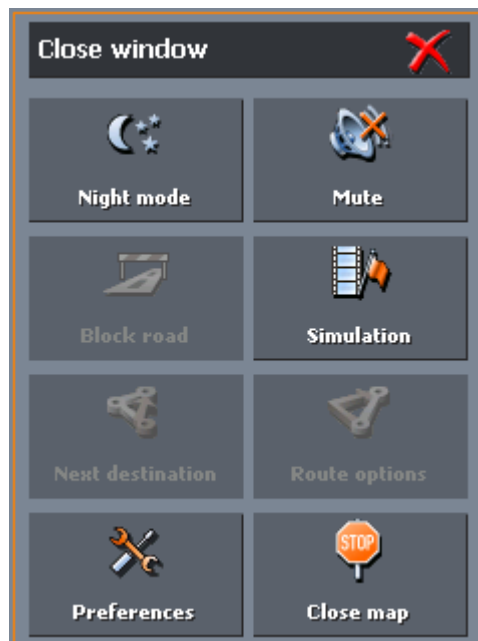 Close window
Night mode
Mute
Block road
Simulation
Next destination
Route options
STOP
Preferences
Close map